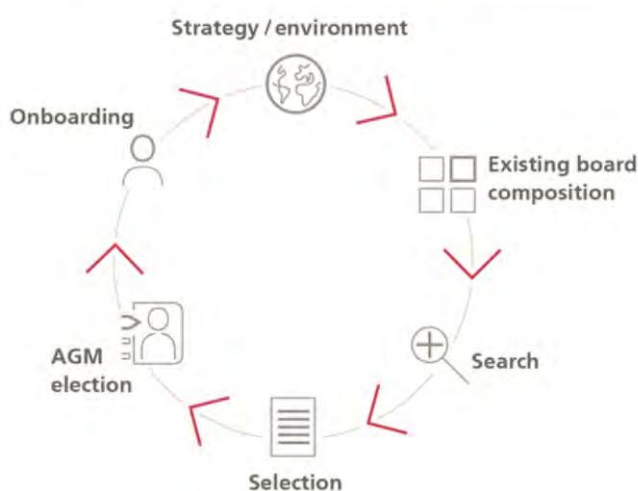 Strategy / environment
Onboarding
Existing board
composition
Search
AGM
election
Selection